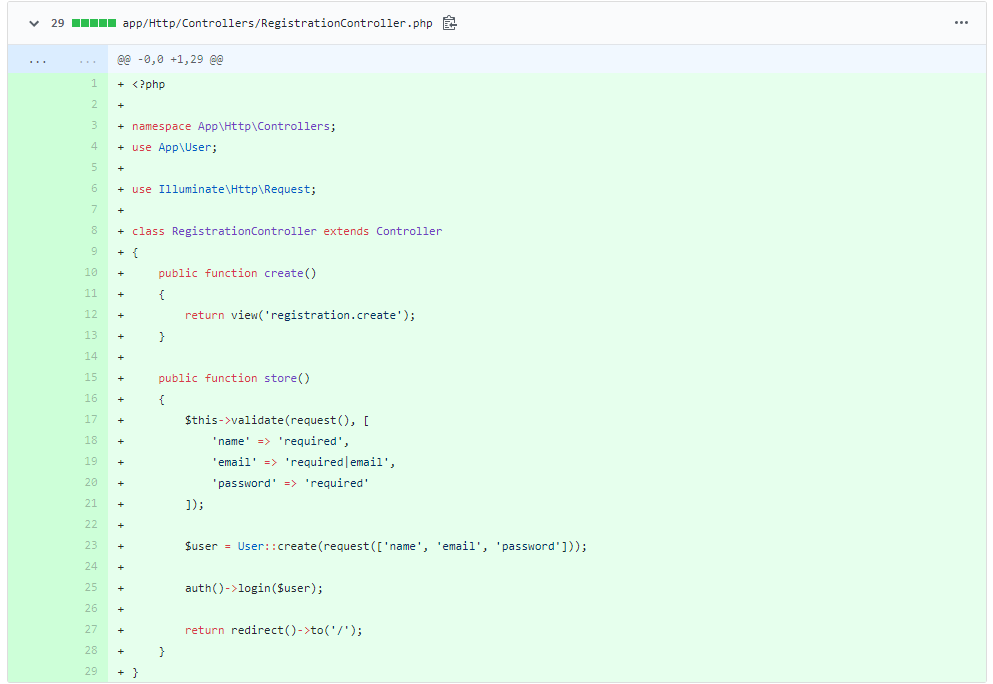 29 app/Http/Controllers/RegistrationController.php
... ... @@ -0,0 +1,29 @@
1 + <?php
2 +
3 + namespace App\Http\Controllers;
4 + use App\User;
5 +
6 + use Illuminate\Http\Request;
7 +
8 + class RegistrationController extends Controller
9 + {
10 +     public function create()
11 +     {
12 +         return view('registration.create');
13 +     }
14 +
15 +     public function store()
16 +     {
17 +         $this->validate(request(), [
18 +             'name' => 'required',
19 +             'email' => 'required|email',
20 +             'password' => 'required'
21 +         ]);
22 +
23 +         $user = User::create(request(['name', 'email', 'password']));
24 +
25 +         auth()->login($user);
26 +
27 +         return redirect()->to('/');
28 +     }
29 + }